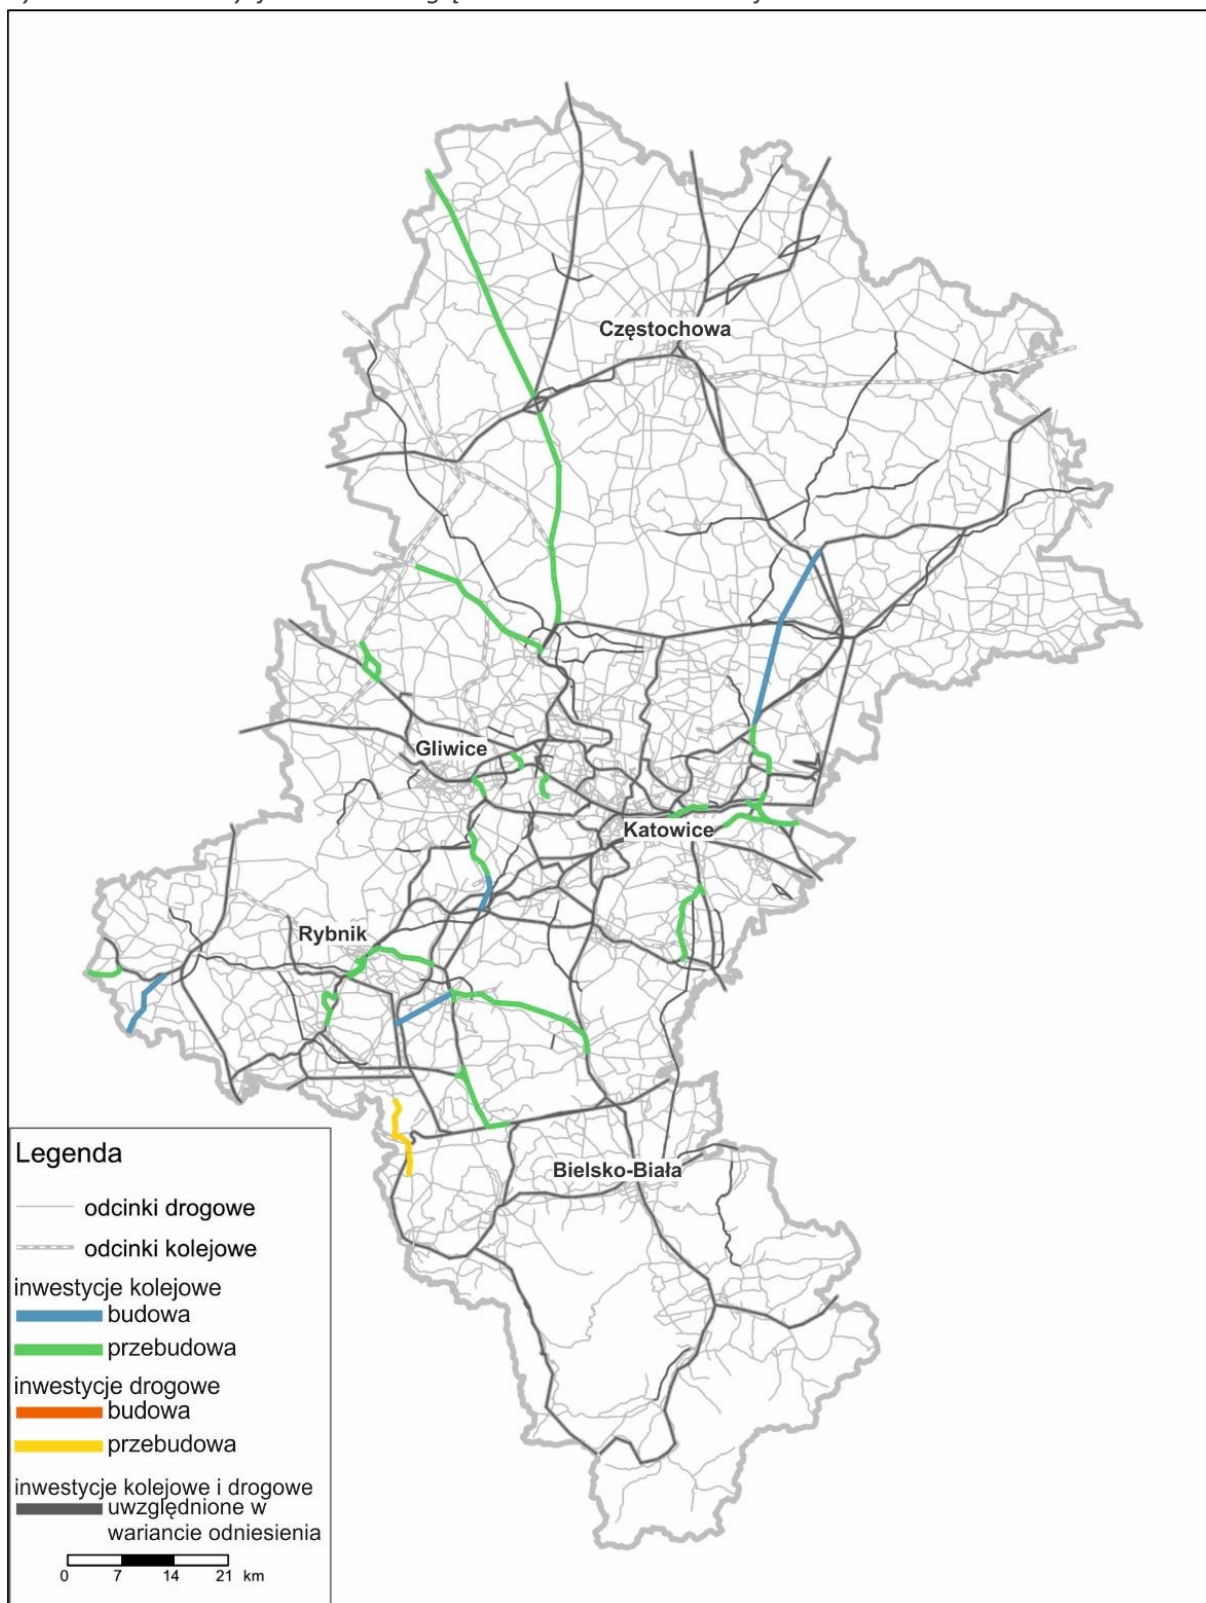 Częstochowa
Gliwice
Katowice
Rybnik
Bielsko-Biała
Legenda
odcinki drogowe
odcinki kolejowe
inwestycje kolejowe
budowa
przebudowa
inwestycje drogowe
budowa
przebudowa
inwestycje kolejowe i drogowe
uwzględnione w
wariancie odniesienia
0 7 14 21 km